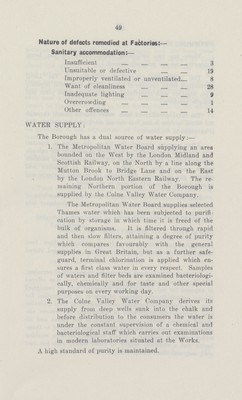 48
Nature of defects remedied at Factories:—
Sanitary accommodation:—
Insufficient — — — — 3
Unsuitable or defective — — — 19
Improperly ventilated or unventilated— 8
Want of cleanliness — — — 28
Inadequate lighting — — — 9
Overcrowding — — — — 1
Other offences — — — — 14
WATER SUPPLY.
The Borough has a dual source of water supply:—
1. The Metropolitan Water Board supplying an area
bounded on the West by the London Midland and
Scottish Railway, on the North by a line along the
Mutton Brook to Bridge Lane and on the East
by the London North Eastern Railway The re-
maining Northern portion of the Borough is
supplied by the Colne Valley Water Company.
The Metropolitan Water Board supplies selected
Thames water which has been subjected to purifi-
cation by storage in which time it is freed of the
bulk of organisms. It is filtered through rapid
and then slow filters, attaining a degree of purity
which compares favourably with the general
supplies in Great Britain, but as a further safe-
guard, terminal chlorination is applied which en-
sures a first class water in every respect. Samples
of waters and filter beds are examined bacteriologi-
cally, chemically and for tastes and other special
purposes on every working day.
2. The Colne Valley Water Company derives its
supply from deep wells sunk into the chalk and
before distribution to the consumers the water is
under the constant supervision of a chemical and
bacteriological staff which carries out examinations
in modern laboratories situated at the Works.
A high standard of purity is maintained.